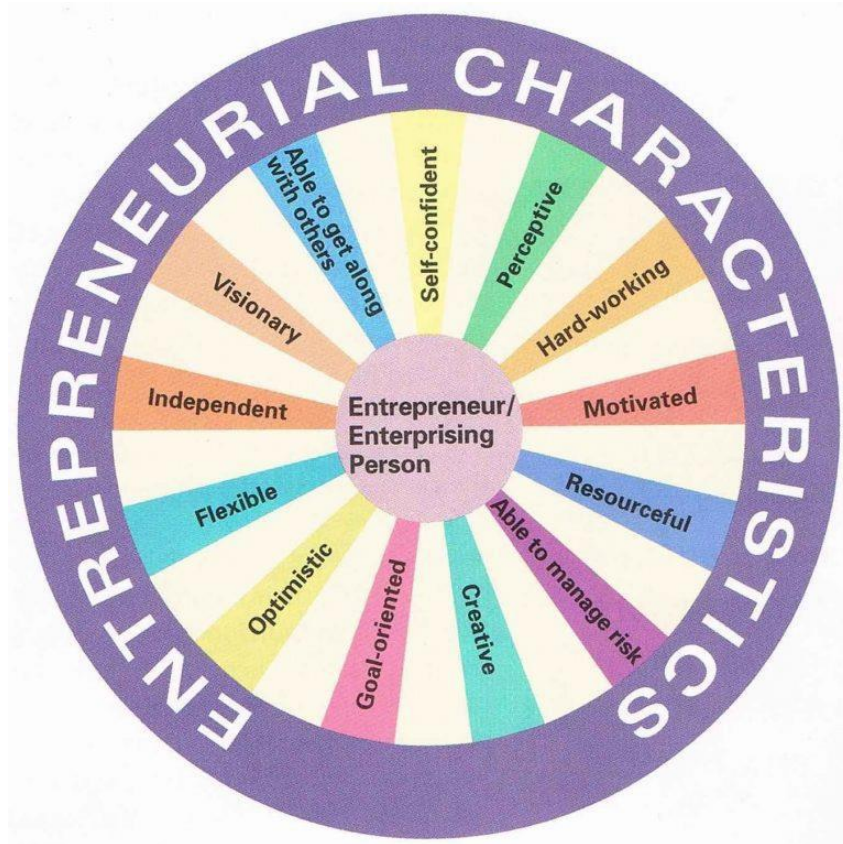 ENTREPRENEURIAL CHARACTERISTICS
Self-confident
Perceptive
Hard-working
Motivated
Resourceful
Able to manage risk
Creative
Goal-oriented
Optimistic
Flexible
Independent
Visionary
Able to get along
with others
Entrepreneur/
Enterprising
Person